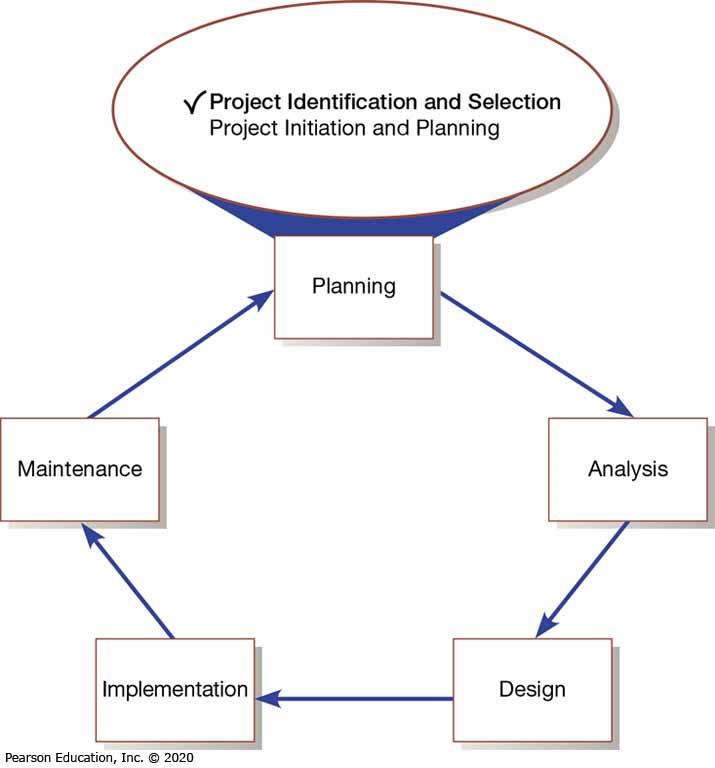 ✓Project Identification and Selection
Project Initiation and Planning
Planning
Maintenance
Analysis
Implementation
Design
Pearson Education, Inc. © 2020